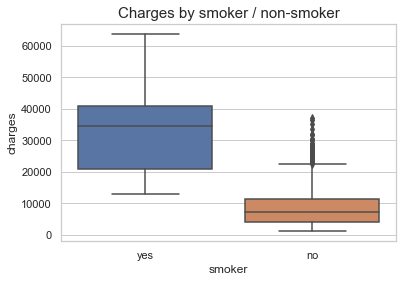 Charges by smoker / non-smoker
60000
50000
40000
30000
20000
10000
0
charges
yes
no
smoker